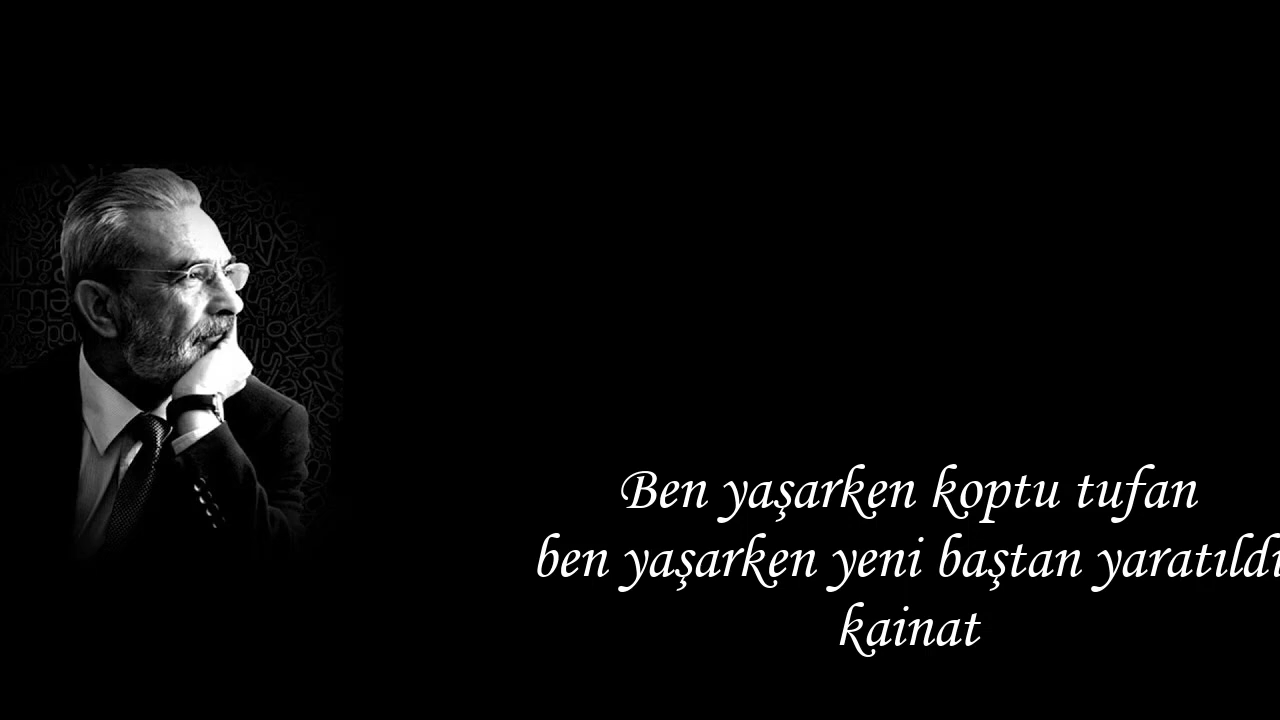 Ben yaşarken koptu tufan
ben yaşarken yeni baştan yaratıldı
kainat